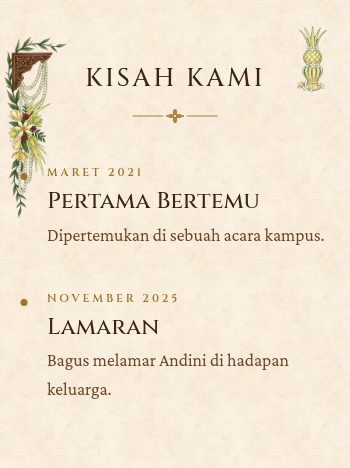 KISAH KAMI
MARET 2021
PERTAMA BERTEMU
Dipertemukan di sebuah acara kampus.
NOVEMBER 2025
LAMARAN
Bagus melamar Andini di hadapan
keluarga.